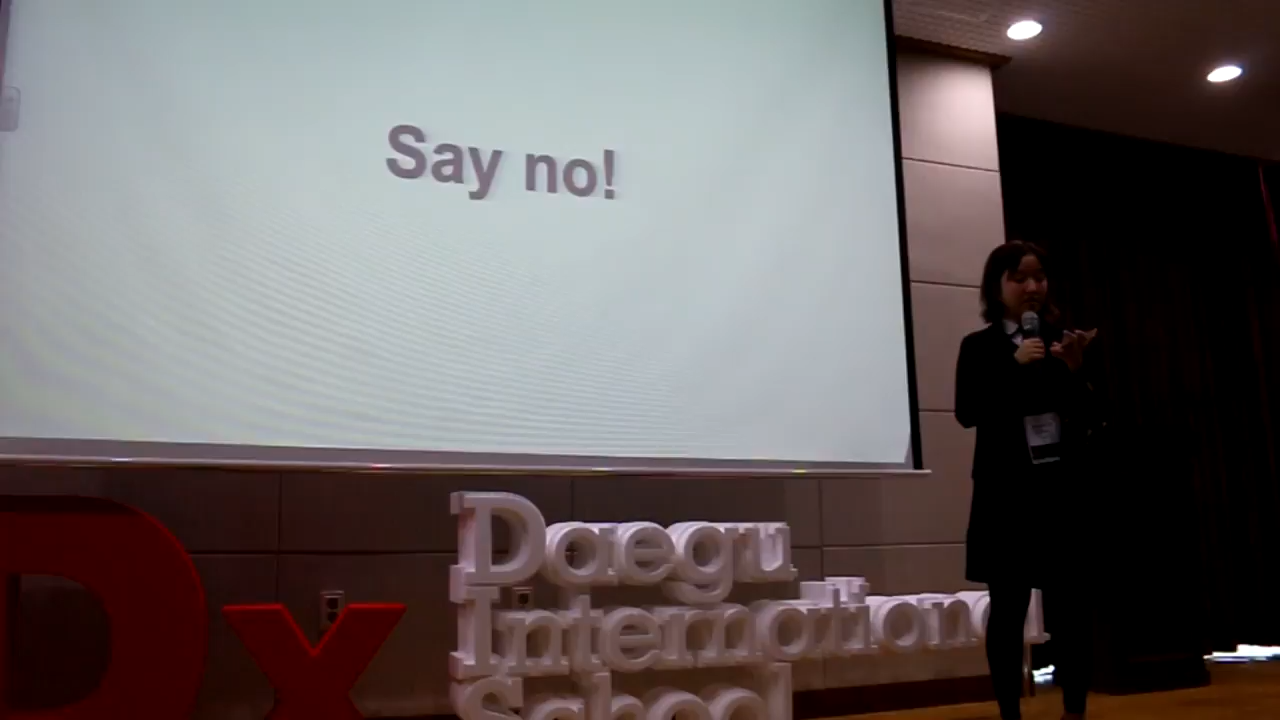 Say no!
Dx
Daegu
International
School